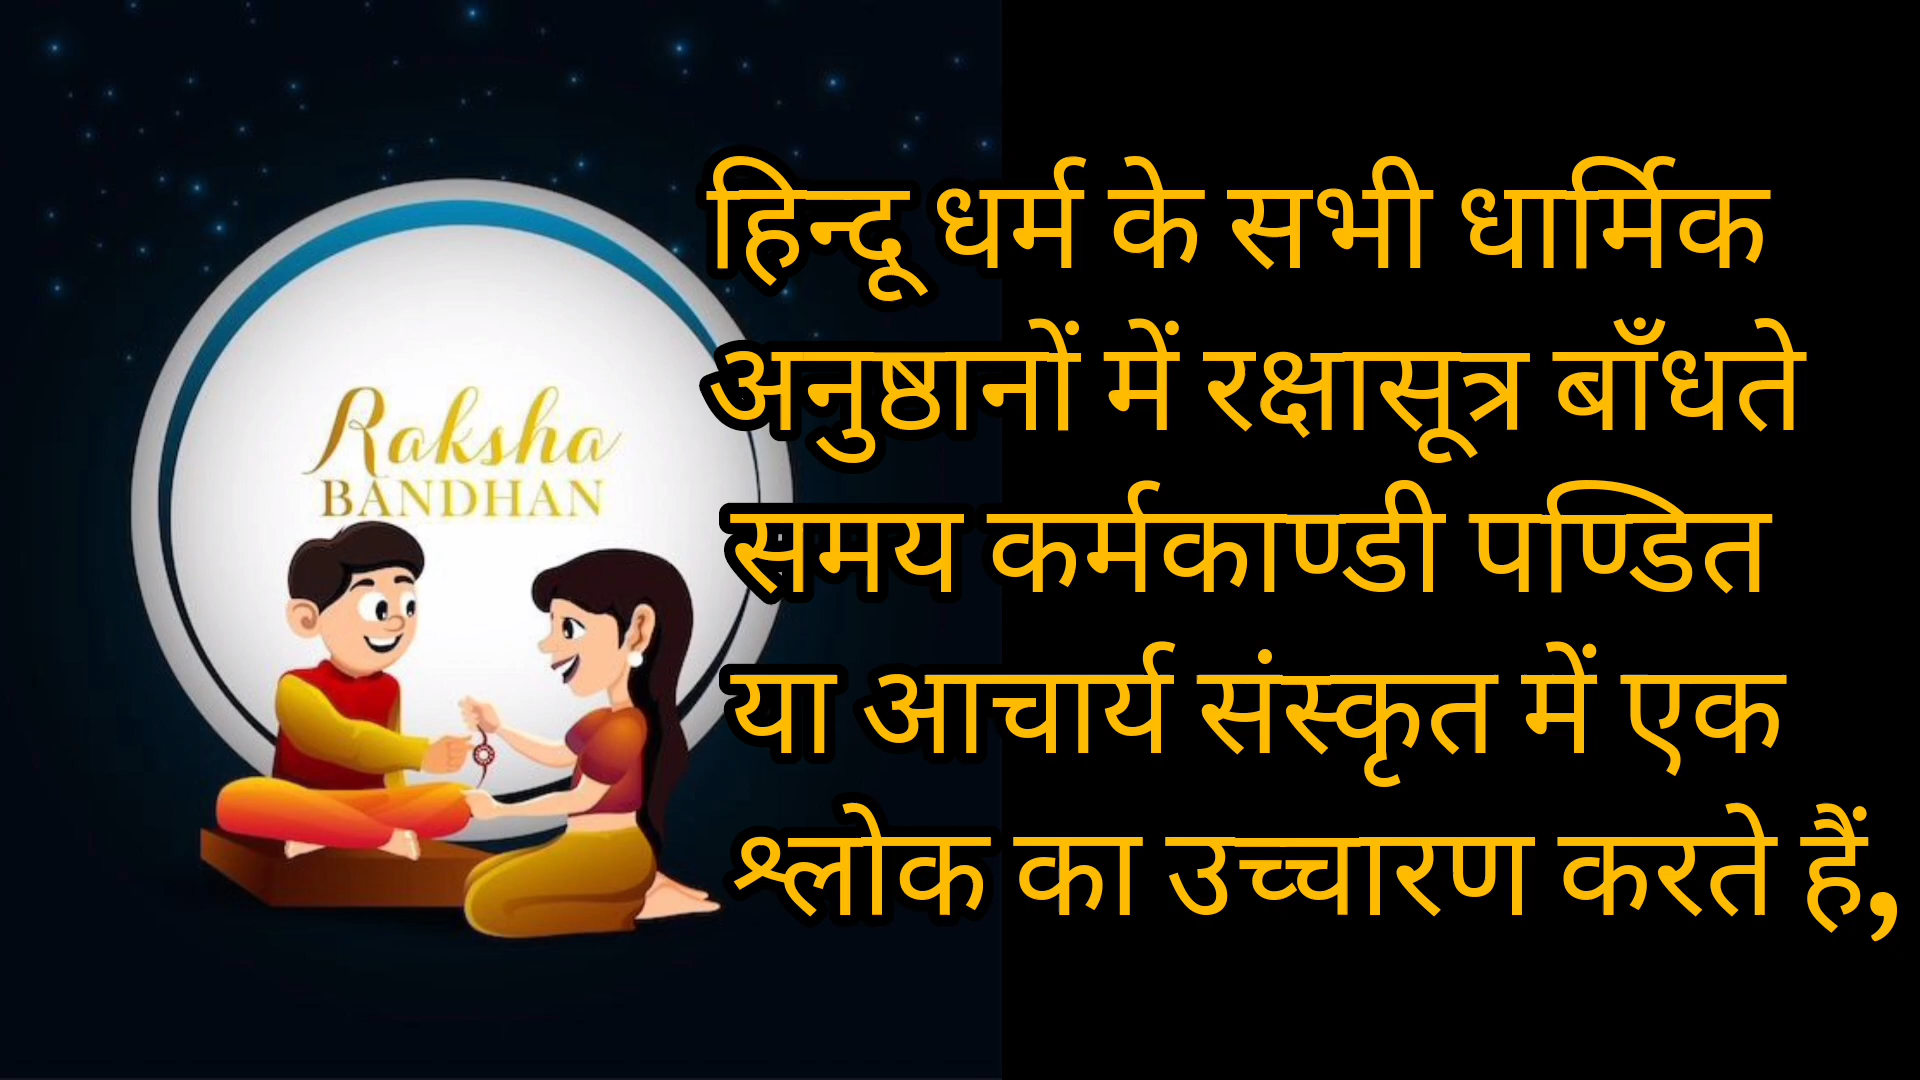 Raksha
BANDHAN
हिन्दू धर्म के सभी धार्मिक
अनुष्ठानों में रक्षासूत्र बाँधते
समय कर्मकाण्डी पण्डित
या आचार्य संस्कृत में एक
श्लोक का उच्चारण करते हैं,